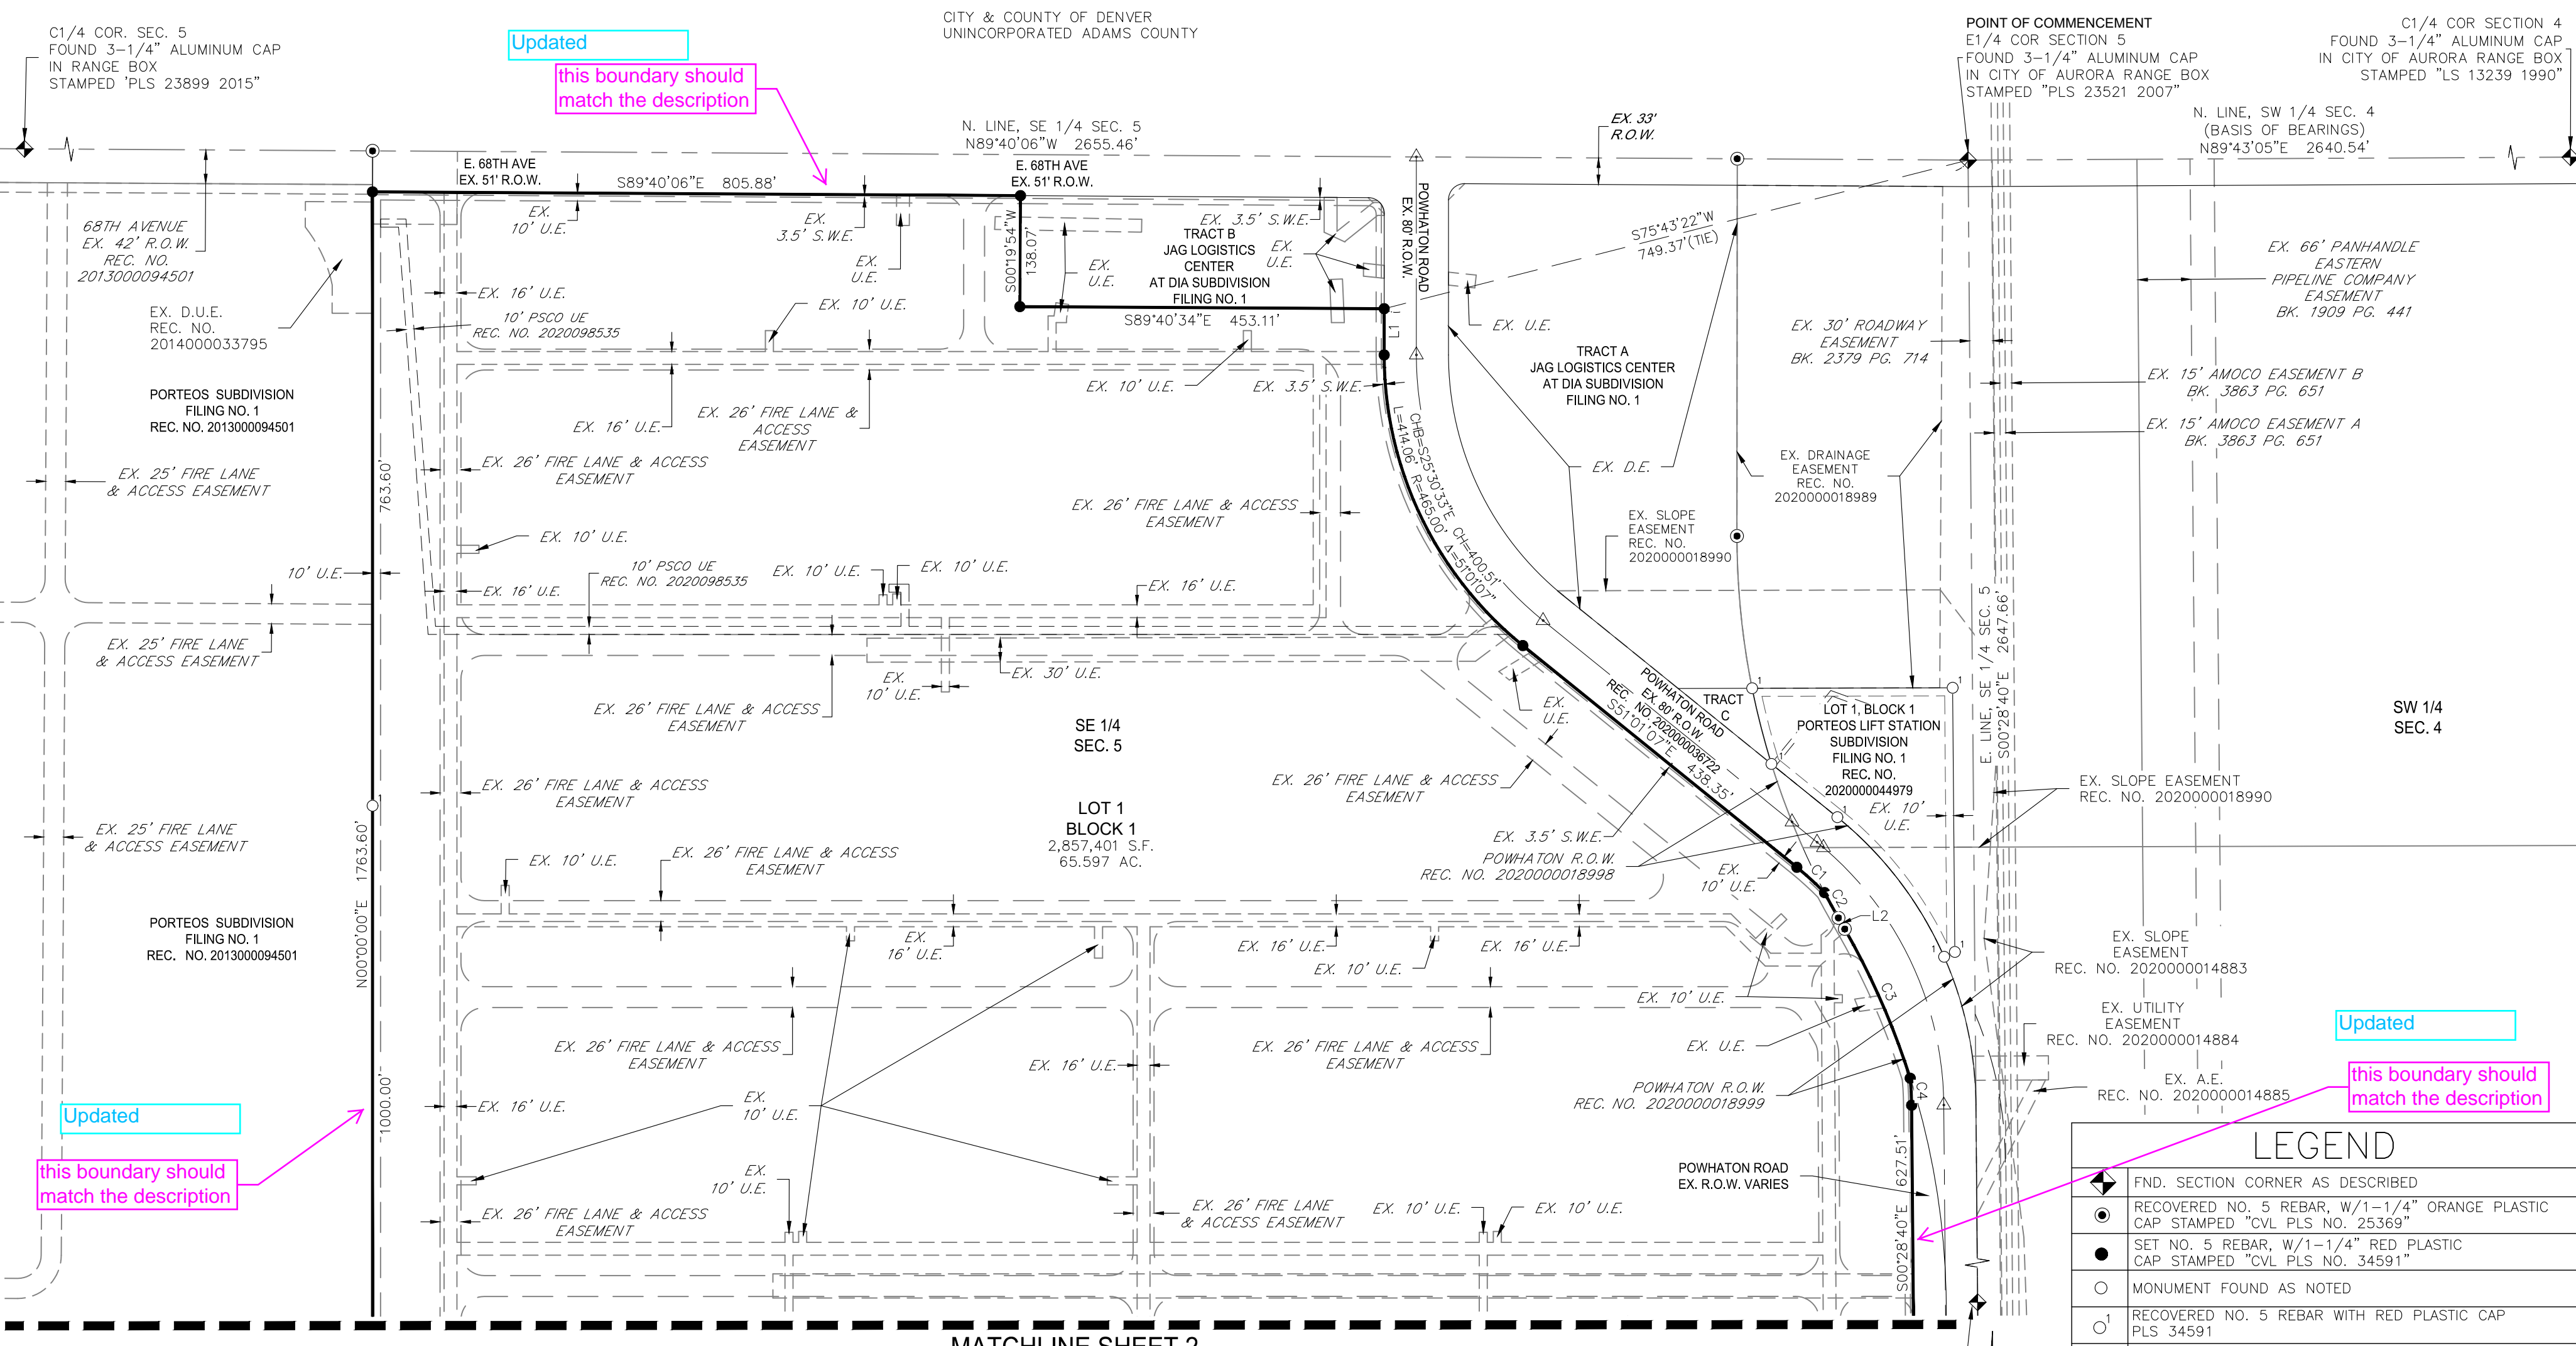 CITY & COUNTY OF DENVER
UNINCORPORATED ADAMS COUNTY
C1/4 COR. SEC. 5
FOUND 3-1/4" ALUMINUM CAP
IN RANGE BOX
STAMPED 'PLS 23899 2015"
Updated
this boundary should
match the description
POINT OF COMMENCEMENT
E1/4 COR SECTION 5
FOUND 3-1/4" ALUMINUM CAP
IN CITY OF AURORA RANGE BOX
STAMPED "PLS 23521 2007"
C1/4 COR SECTION 4
FOUND 3-1/4" ALUMINUM CAP
IN CITY OF AURORA RANGE BOX
STAMPED "LS 13239 1990"
N. LINE, SW 1/4 SEC. 4
(BASIS OF BEARINGS)
N89°43'05"E 2640.54'
N. LINE, SE 1/4 SEC. 5
N89°40'06"W 2655.46'
EX. 33'
R.O.W.
E. 68TH AVE
EX. 51' R.O.W.
S89°40'06"E 805.88'
E. 68TH AVE
EX. 51' R.O.W.
68TH AVENUE
EX. 42' R.O.W.
REC. NO.
2013000094501
EX.
10' U.E.
EX.
3.5' S.W.E.
EX.
U.E.
S00°19'54"W
138.07'
EX.
U.E.
EX. 3.5' S.W.E.
TRACT B
JAG LOGISTICS
CENTER
AT DIA SUBDIVISION
FILING NO. 1
EX.
U.E.
POWHATON ROAD
EX. 80' R.O.W.
S75°43'22"W
749.37'(TIE)
EX. 66' PANHANDLE
EASTERN
PIPELINE COMPANY
EASEMENT
BK. 1909 PG. 441
EX. D.U.E.
REC. NO.
2014000033795
EX. 16' U.E.
10' PSCO UE
REC. NO. 2020098535
EX. 10' U.E.
S89°40'34"E 453.11'
L1
EX. U.E.
EX. 30' ROADWAY
EASEMENT
BK. 2379 PG. 714
TRACT A
JAG LOGISTICS CENTER
AT DIA SUBDIVISION
FILING NO. 1
EX. 10' U.E.
EX. 3.5' S.W.E.
EX. 15' AMOCO EASEMENT B
BK. 3863 PG. 651
EX. 15' AMOCO EASEMENT A
BK. 3863 PG. 651
PORTEOS SUBDIVISION
FILING NO. 1
REC. NO. 2013000094501
EX. 16' U.E.
EX. 26' FIRE LANE &
ACCESS
EASEMENT
EX. 25' FIRE LANE
& ACCESS EASEMENT
763.60'
EX. 26' FIRE LANE & ACCESS
EASEMENT
EX. 26' FIRE LANE & ACCESS
EASEMENT
CHB=S25°30'33"E CH=400.51'
L=414.06' R=465.00' Δ=51°01'07"
EX. D.E.
EX. DRAINAGE
EASEMENT
REC. NO.
2020000018989
EX. SLOPE
EASEMENT
REC. NO.
2020000018990
EX. 10' U.E.
10' U.E.
EX. 16' U.E.
10' PSCO UE
REC. NO. 2020098535
EX. 10' U.E.
EX. 10' U.E.
EX. 16' U.E.
EX. 25' FIRE LANE
& ACCESS EASEMENT
EX. 26' FIRE LANE & ACCESS
EASEMENT
EX.
10' U.E.
EX. 30' U.E.
EX.
U.E.
POWHATON ROAD
EX. 80' R.O.W.
REC. NO. 2020000036722
S51°01'07"E 438.35'
TRACT
C
LOT 1, BLOCK 1
PORTEOS LIFT STATION
SUBDIVISION
FILING NO. 1
REC. NO.
2020000044979
E. LINE, SE 1/4 SEC. 5
S00°28'40"E 2647.66'
SE 1/4
SEC. 5
SW 1/4
SEC. 4
EX. 26' FIRE LANE & ACCESS
EASEMENT
EX. 26' FIRE LANE & ACCESS
EASEMENT
EX. SLOPE EASEMENT
REC. NO. 2020000018990
LOT 1
BLOCK 1
2,857,401 S.F.
65.597 AC.
EX. 10'
U.E.
EX. 25' FIRE LANE
& ACCESS EASEMENT
N00°00'00"E 1763.60'
EX. 10' U.E.
EX. 26' FIRE LANE & ACCESS
EASEMENT
EX. 3.5' S.W.E.
POWHATON R.O.W.
REC. NO. 2020000018998
EX.
10' U.E.
C1
C2
L2
PORTEOS SUBDIVISION
FILING NO. 1
REC. NO. 2013000094501
EX.
16' U.E.
EX. 16' U.E.
EX. 10' U.E.
EX. 16' U.E.
EX. SLOPE
EASEMENT
REC. NO. 2020000014883
EX. 10' U.E.
C3
EX. UTILITY
EASEMENT
REC. NO. 2020000014884
Updated
EX. 26' FIRE LANE & ACCESS
EASEMENT
EX. 16' U.E.
EX. 26' FIRE LANE & ACCESS
EASEMENT
EX. U.E.
POWHATON R.O.W.
REC. NO. 2020000018999
C4
EX. A.E.
REC. NO. 2020000014885
this boundary should
match the description
Updated
1000.00'
EX. 16' U.E.
EX.
10' U.E.
this boundary should
match the description
EX.
10' U.E.
POWHATON ROAD
EX. R.O.W. VARIES
S00°28'40"E 627.51'
EX. 26' FIRE LANE & ACCESS
EASEMENT
EX. 26' FIRE LANE
& ACCESS EASEMENT
EX. 10' U.E.
EX. 10' U.E.
LEGEND
FND. SECTION CORNER AS DESCRIBED
RECOVERED NO. 5 REBAR, W/1-1/4" ORANGE PLASTIC
CAP STAMPED "CVL PLS NO. 25369"
SET NO. 5 REBAR, W/1-1/4" RED PLASTIC
CAP STAMPED "CVL PLS NO. 34591"
MONUMENT FOUND AS NOTED
1
RECOVERED NO. 5 REBAR WITH RED PLASTIC CAP
PLS 34591
MATCHLINE SHEET 2